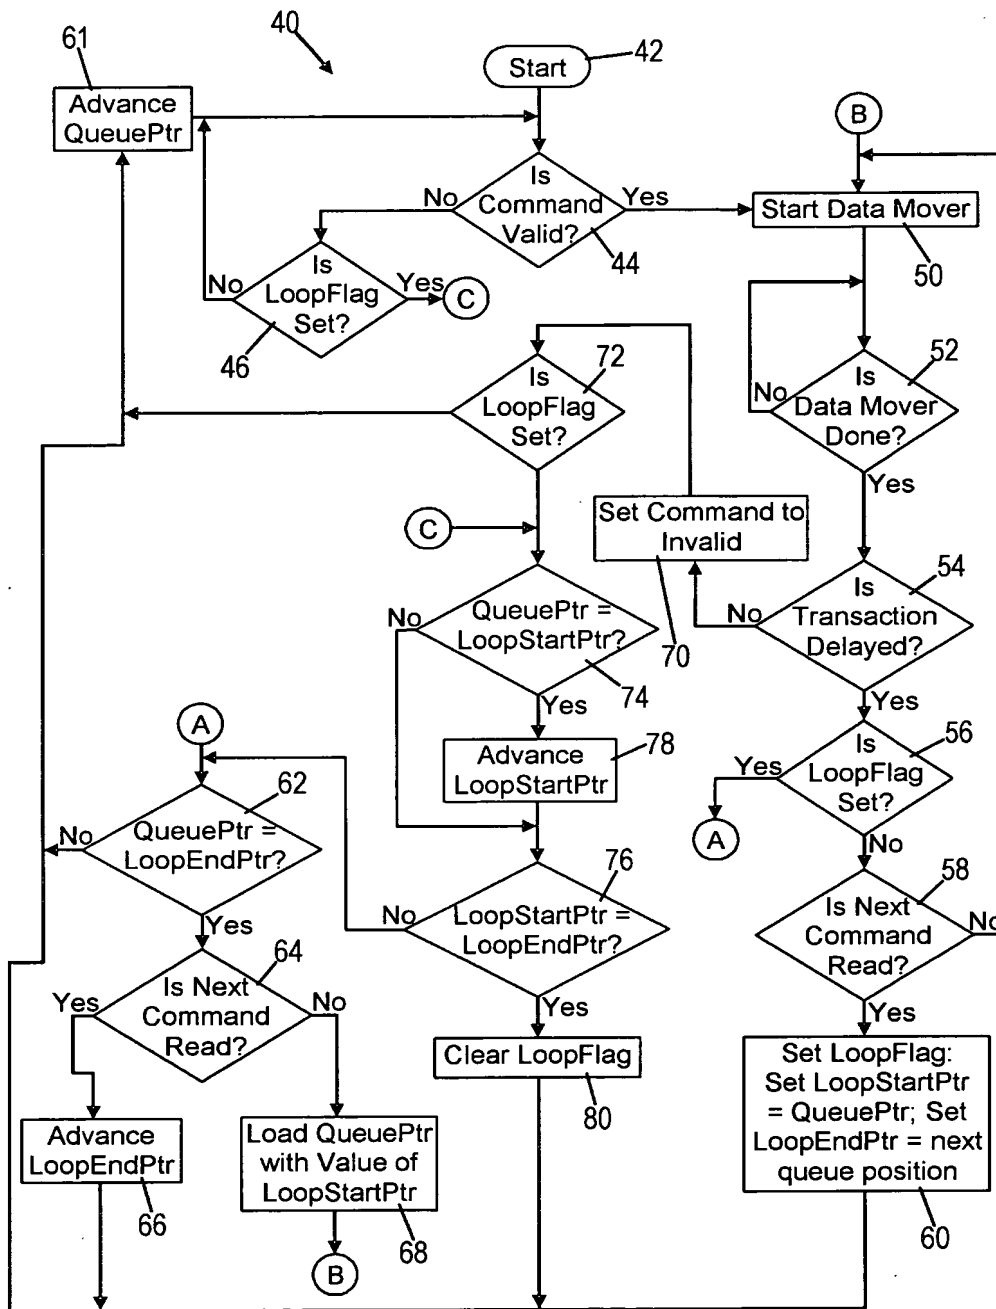 61
40
Start
42
Advance
QueuePtr
B
Is
Command
Valid?
No
Yes
44
Start Data Mover
50
Is
LoopFlag
Set?
No
Yes
C
46
Is
LoopFlag
Set?
72
Is
Data Mover
Done?
No
52
Yes
C
Set Command to
Invalid
70
Is
Transaction
Delayed?
54
No
Yes
QueuePtr =
LoopStartPtr?
No
74
Yes
Advance
LoopStartPtr
78
Is
LoopFlag
Set?
56
Yes
A
No
A
QueuePtr =
LoopEndPtr?
62
No
Yes
LoopStartPtr =
LoopEndPtr?
76
No
Yes
Is Next
Command
Read?
58
No
Yes
Is Next
Command
Read?
64
Yes
No
Clear LoopFlag
80
Set LoopFlag:
Set LoopStartPtr
= QueuePtr; Set
LoopEndPtr = next
queue position
60
Advance
LoopEndPtr
66
Load QueuePtr
with Value of
LoopStartPtr
68
B